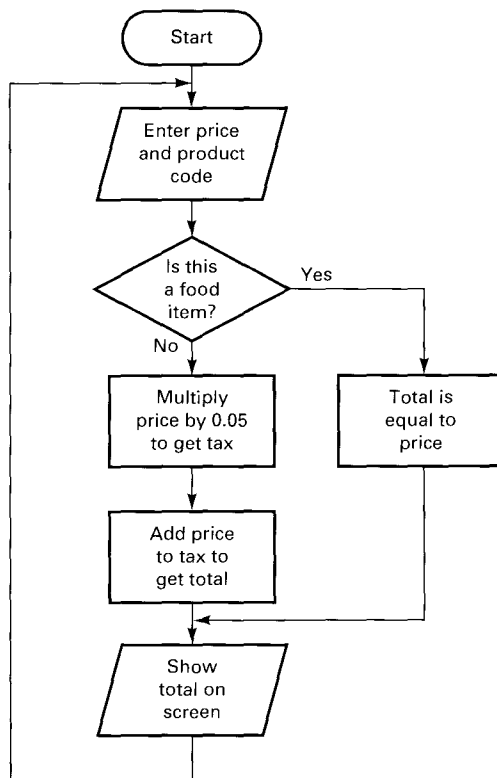 Start
Enter price
and product
code
Is this
a food
item?
Yes
No
Multiply
price by 0.05
to get tax
Total is
equal to
price
Add price
to tax to
get total
Show
total on
screen